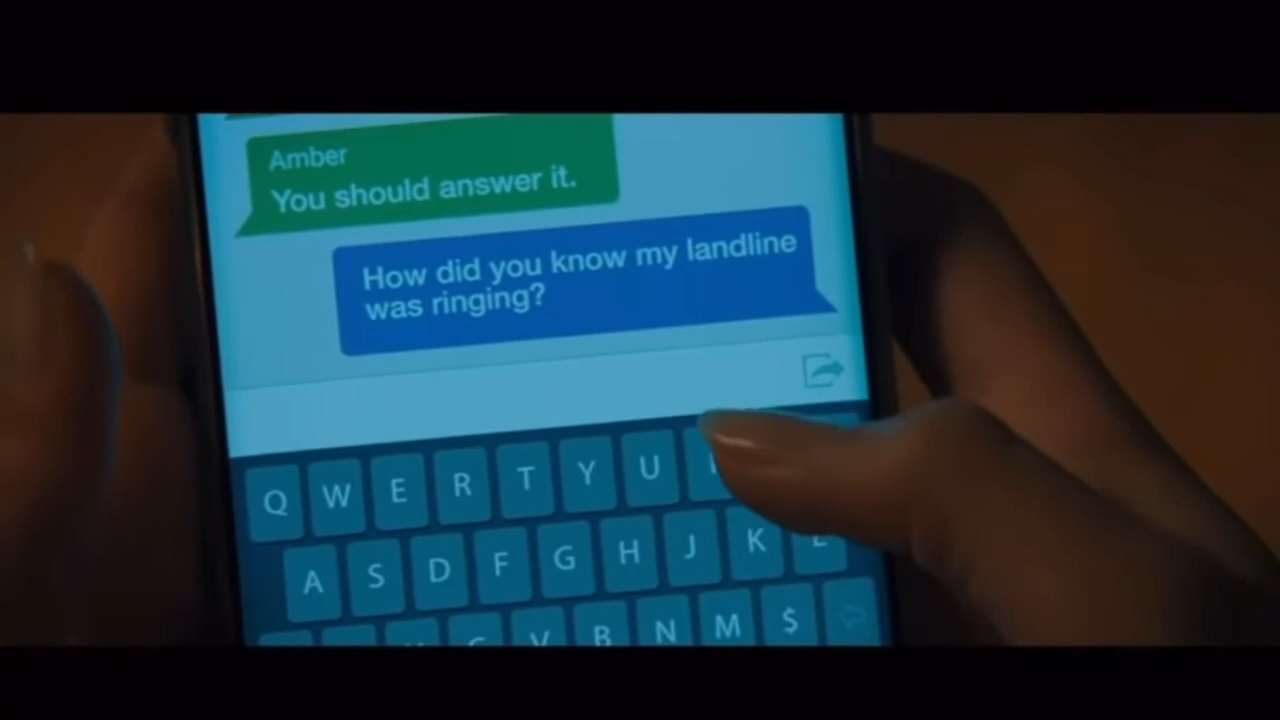 Amber
You should answer it.
How did you know my landline
was ringing?
Q W E R T Y U
A S D F G H J K L
V B N M $